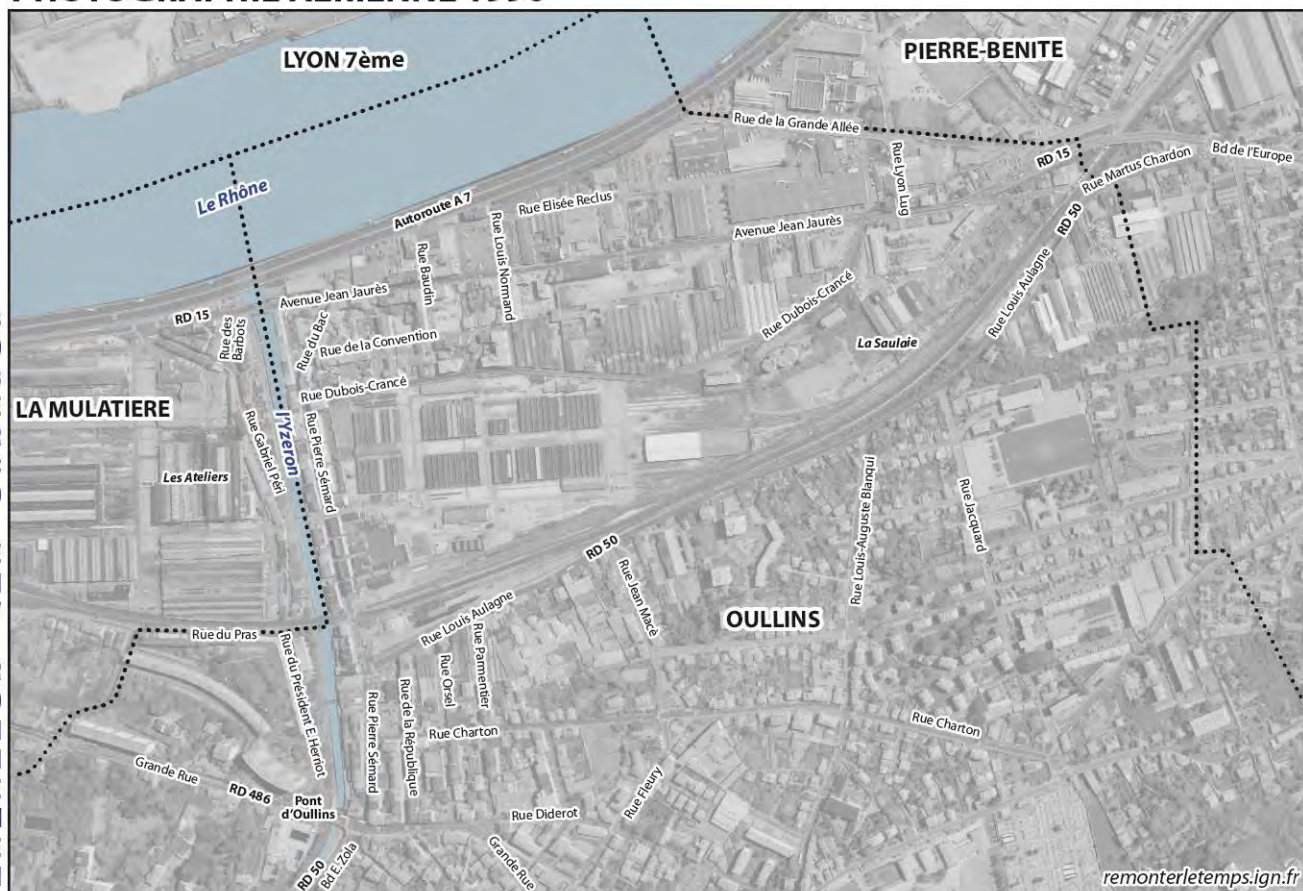 LYON 7ème
PIERRE-BENITE
Rue de la Grande Allée
RD 15
Bd de l'Europe
Rue Martus Chardon
Rue Lyon Lug
RD 50
Le Rhône
Autoroute A 7
Rue Elisée Reclus
Rue Louis Normand
Avenue Jean Jaurès
Rue Baudin
Avenue Jean Jaurès
Rue Louis Aulagne
Rue Dubois-Crancé
RD 15
Rue des
Barbots
Rue du Bac
Rue de la Convention
La Saulaie
Rue Dubois-Crancé
LA MULATIERE
l'Yzeron
Rue Gabriel Péri
Rue Pierre Sémard
Les Ateliers
Rue Louis-Auguste Blanqui
Rue Jacquard
RD 50
Rue Jean Macè
Rue Louis Aulagne
OULLINS
Rue du Pras
Rue du Président E. Herriot
Rue Parmentier
Rue Orsel
Rue de la République
Rue Pierre Sémard
Rue Charton
Rue Charton
Grande Rue
RD 486
Pont
d'Oullins
Rue Diderot
Rue Fleury
Grande Rue
RD 50
Bd E. Zola
remonterletemps.ign.fr